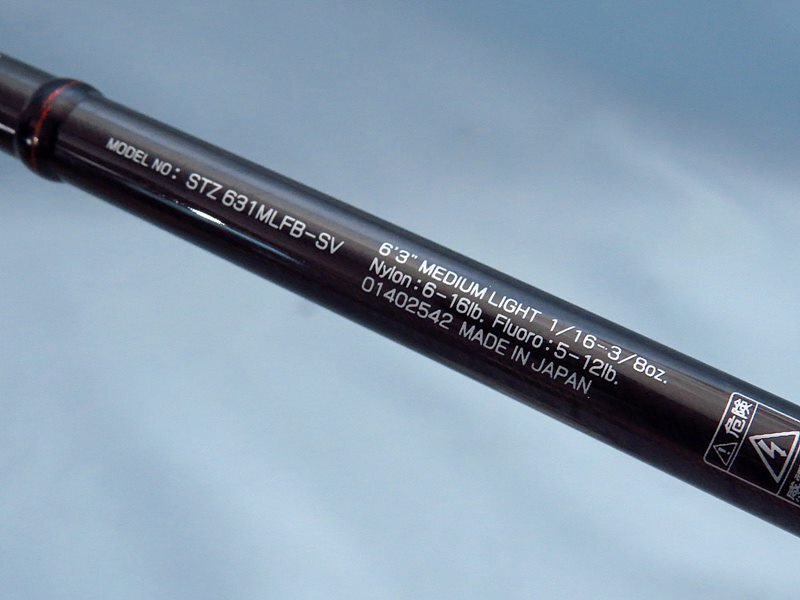 MODEL NO: STZ 631MLFB-SV
6'3" MEDIUM LIGHT 1/16-3/8oz.
Nylon:6-16lb. Fluoro:5-12lb.
01402542 MADE IN JAPAN
危険